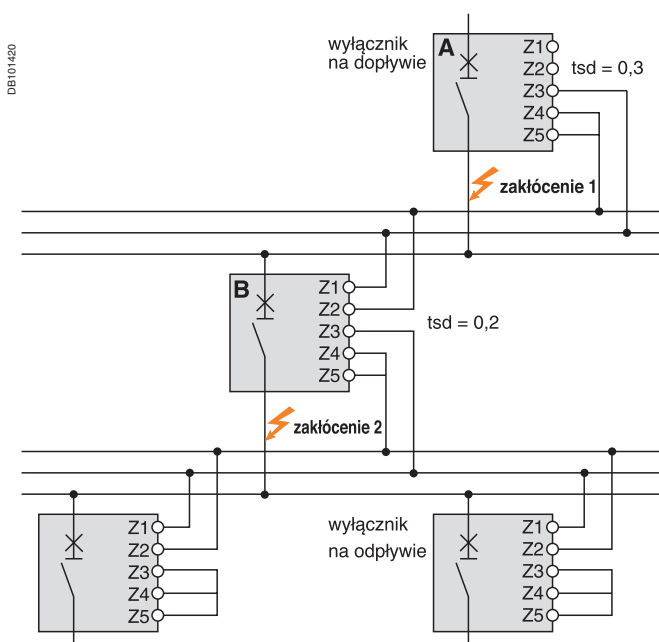 DB101420
wyłącznik
na dopływie
A
Z1
Z2
Z3
Z4
Z5
tsd = 0,3
zakłócenie 1
B
Z1
Z2
Z3
Z4
Z5
tsd = 0,2
zakłócenie 2
Z1
Z2
Z3
Z4
Z5
wyłącznik
na odpływie
Z1
Z2
Z3
Z4
Z5